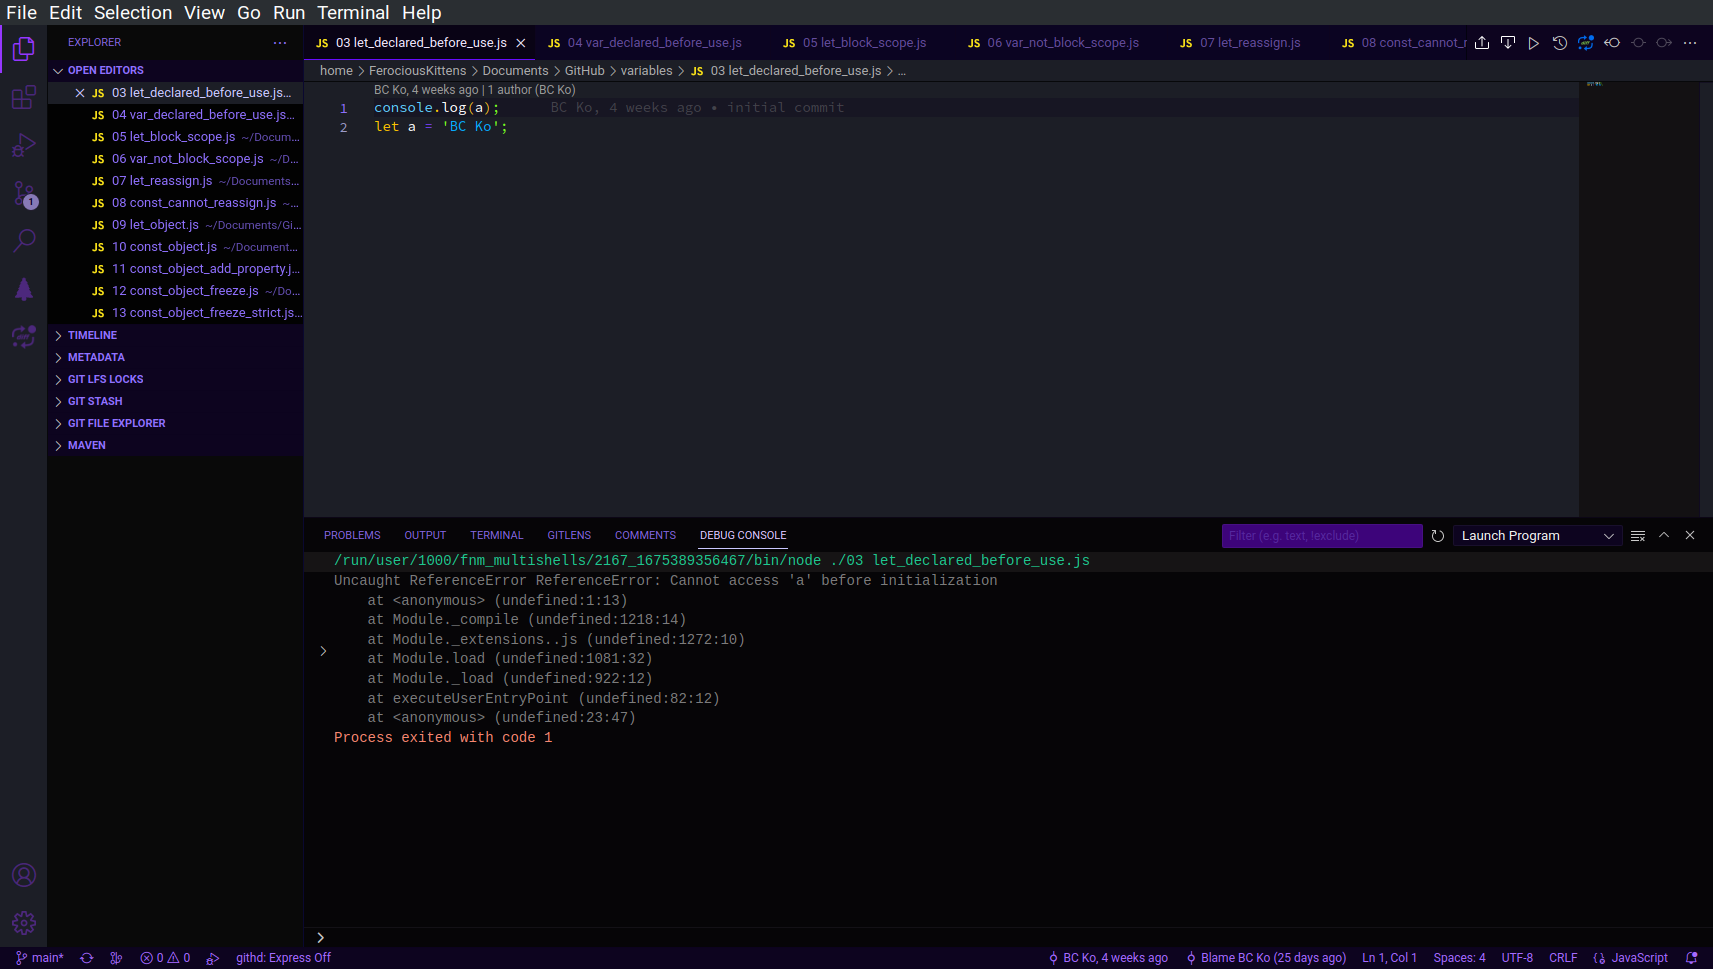 File Edit Selection View Go Run Terminal Help
EXPLORER
JS 03 let_declared_before_use.js
JS 04 var_declared_before_use.js
JS 05 let_block_scope.js
JS 06 var_not_block_scope.js
JS 07 let_reassign.js
JS 08 const_cannot_r
OPEN EDITORS
home > FerociousKittens > Documents > GitHub > variables > JS 03 let_declared_before_use.js > ...
JS 03 let_declared_before_use.js...
JS 04 var_declared_before_use.js...
JS 05 let_block_scope.js ~/Docum...
JS 06 var_not_block_scope.js ~/D...
JS 07 let_reassign.js ~/Documents...
JS 08 const_cannot_reassign.js ~...
JS 09 let_object.js ~/Documents/Gi...
JS 10 const_object.js ~/Document...
JS 11 const_object_add_property.j...
JS 12 const_object_freeze.js ~/Do...
JS 13 const_object_freeze_strict.js...
TIMELINE
METADATA
GIT LFS LOCKS
GIT STASH
GIT FILE EXPLORER
MAVEN
1
BC Ko, 4 weeks ago | 1 author (BC Ko)
1 console.log(a); BC Ko, 4 weeks ago • initial commit
2 let a = 'BC Ko';
PROBLEMS OUTPUT TERMINAL GITLENS COMMENTS DEBUG CONSOLE
Filter (e.g. text, !exclude)
Launch Program
/run/user/1000/fnm_multishells/2167_1675389356467/bin/node ./03 let_declared_before_use.js
Uncaught ReferenceError ReferenceError: Cannot access 'a' before initialization
at <anonymous> (undefined:1:13)
at Module._compile (undefined:1218:14)
at Module._extensions..js (undefined:1272:10)
at Module.load (undefined:1081:32)
at Module._load (undefined:922:12)
at executeUserEntryPoint (undefined:82:12)
at <anonymous> (undefined:23:47)
Process exited with code 1
>
main* 0 0 githd: Express Off
BC Ko, 4 weeks ago Blame BC Ko (25 days ago) Ln 1, Col 1 Spaces: 4 UTF-8 CRLF JavaScript